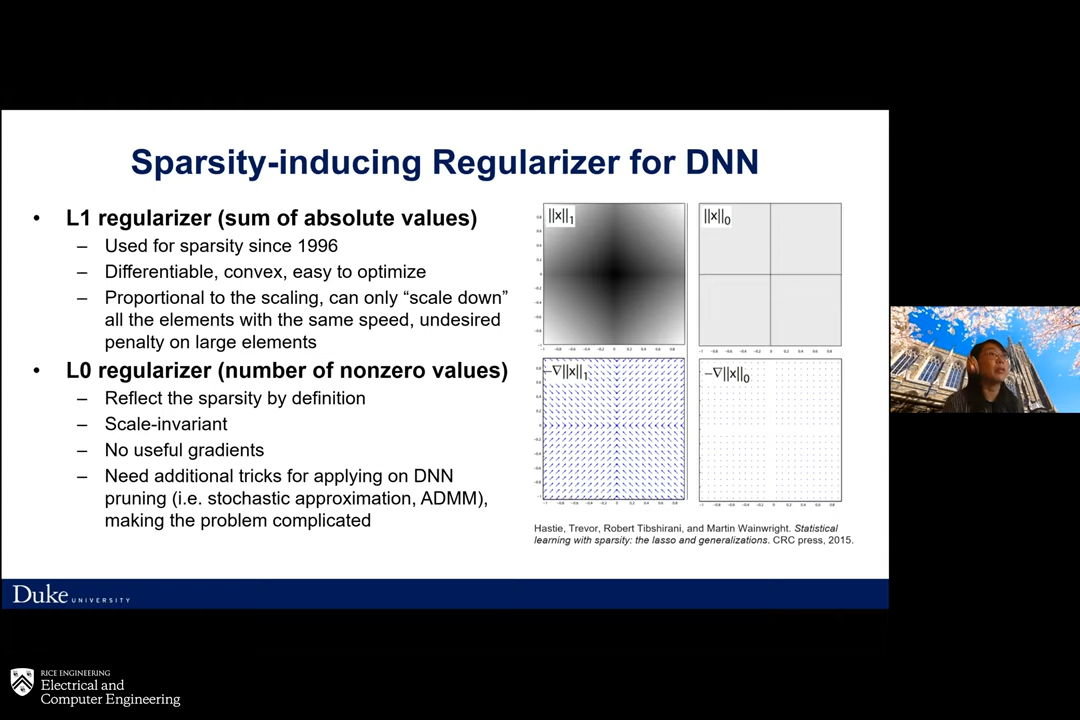 Sparsity-inducing Regularizer for DNN
• L1 regularizer (sum of absolute values)
– Used for sparsity since 1996
– Differentiable, convex, easy to optimize
– Proportional to the scaling, can only “scale down”
all the elements with the same speed, undesired
penalty on large elements
• L0 regularizer (number of nonzero values)
– Reflect the sparsity by definition
– Scale-invariant
– No useful gradients
– Need additional tricks for applying on DNN
pruning (i.e. stochastic approximation, ADMM),
making the problem complicated
||x||₁
||x||₀
−∇||x||₁
−∇||x||₀
Hastie, Trevor, Robert Tibshirani, and Martin Wainwright. Statistical
learning with sparsity: the lasso and generalizations. CRC press, 2015.
Duke UNIVERSITY
RICE ENGINEERING
Electrical and
Computer Engineering